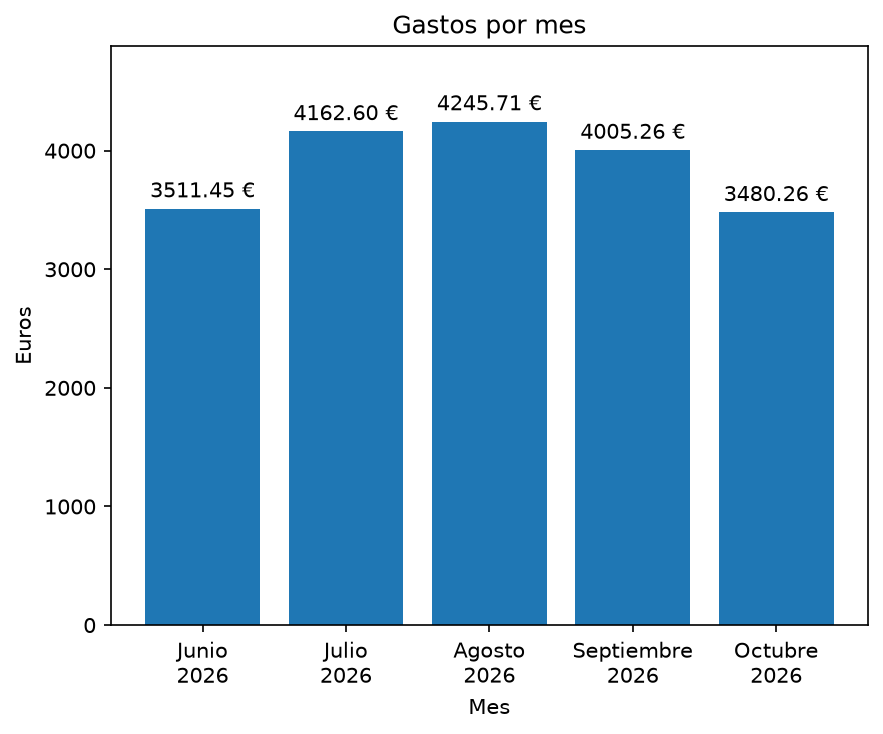 Gastos por mes
4245.71 €
4162.60 €
4005.26 €
3511.45 €
3480.26 €
4000
3000
2000
1000
0
Euros
Junio
2026
Julio
2026
Agosto
2026
Septiembre
2026
Octubre
2026
Mes